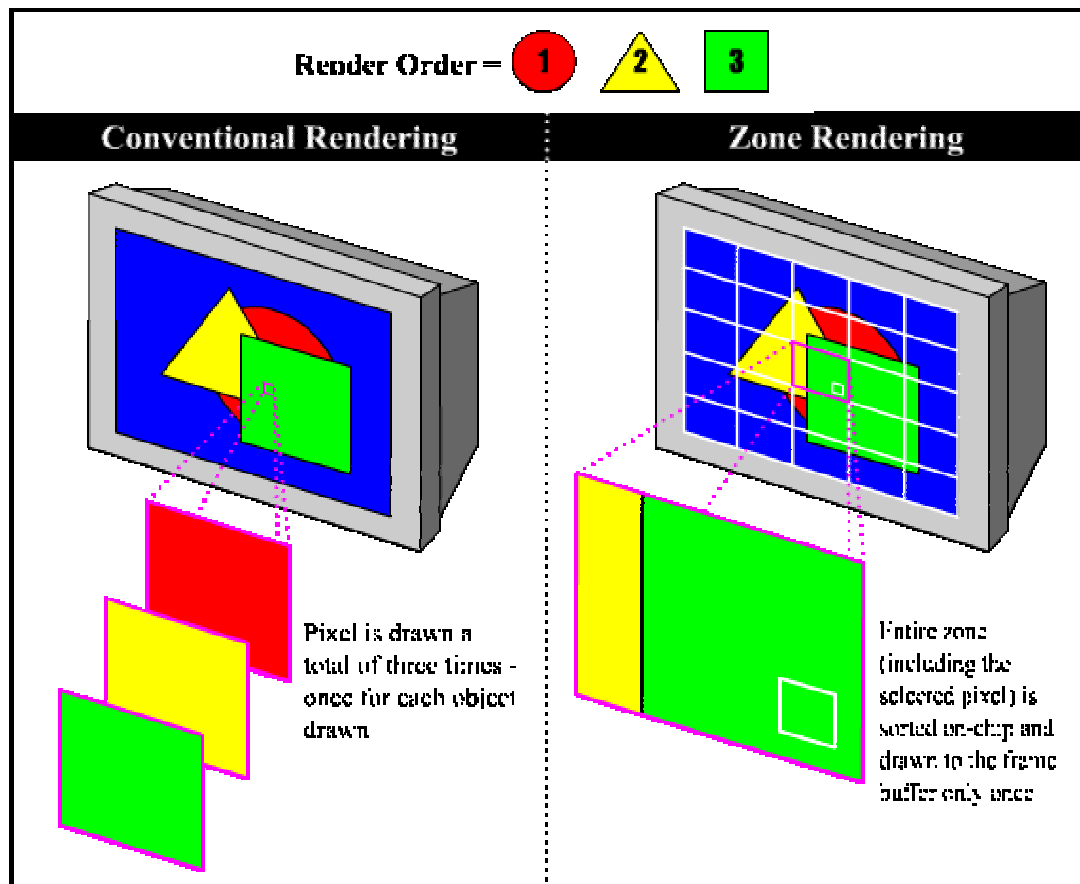 Render Order = 1 2 3
Conventional Rendering
Zone Rendering
Pixel is drawn a
total of three times -
once for each object
drawn
Entire zone
(including the
selected pixel) is
sorted on-chip and
drawn to the frame
buffer only once